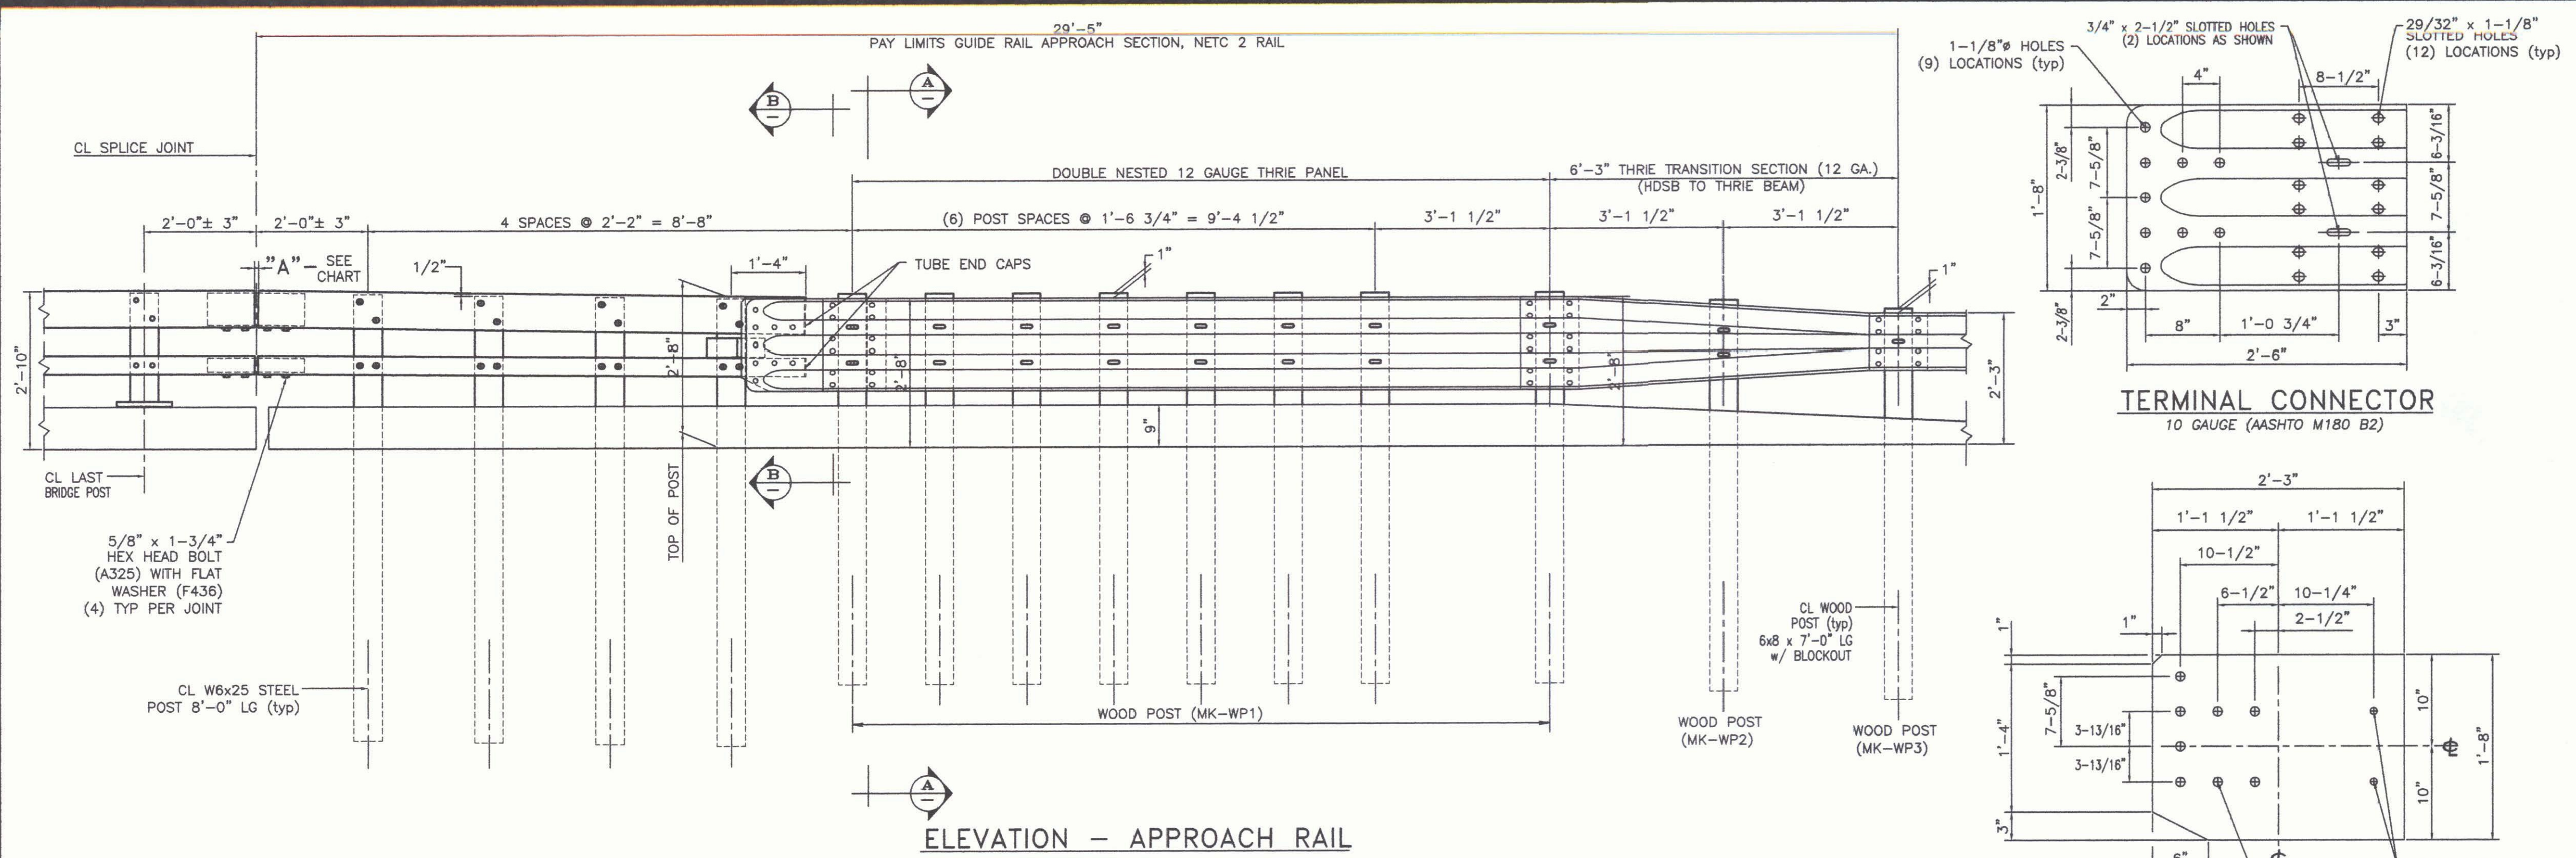 29'-5"
PAY LIMITS GUIDE RAIL APPROACH SECTION, NETC 2 RAIL
B
A
CL SPLICE JOINT
DOUBLE NESTED 12 GAUGE THRIE PANEL
6'-3" THRIE TRANSITION SECTION (12 GA.)
(HDSB TO THRIE BEAM)
2'-0"± 3"
2'-0"± 3"
4 SPACES @ 2'-2" = 8'-8"
(6) POST SPACES @ 1'-6 3/4" = 9'-4 1/2"
3'-1 1/2"
3'-1 1/2"
3'-1 1/2"
"A"- SEE
CHART
1/2"
1'-4"
TUBE END CAPS
1"
1"
2'-10"
2'-8"
2'-8"
2'-8"
2'-3"
9"
CL LAST
BRIDGE POST
TOP OF POST
B
5/8" x 1-3/4"
HEX HEAD BOLT
(A325) WITH FLAT
WASHER (F436)
(4) TYP PER JOINT
CL W6x25 STEEL
POST 8'-0" LG (typ)
CL WOOD
POST (typ)
6x8 x 7'-0" LG
w/ BLOCKOUT
WOOD POST (MK-WP1)
WOOD POST
(MK-WP2)
WOOD POST
(MK-WP3)
A
ELEVATION - APPROACH RAIL
3/4" x 2-1/2" SLOTTED HOLES
(2) LOCATIONS AS SHOWN
29/32" x 1-1/8"
SLOTTED HOLES
(12) LOCATIONS (typ)
1-1/8"ø HOLES
(9) LOCATIONS (typ)
4"
8-1/2"
1'-8"
2-3/8"
7-5/8"
7-5/8"
2-3/8"
6-3/16"
7-5/8"
6-3/16"
2"
8"
1'-0 3/4"
3"
2'-6"
TERMINAL CONNECTOR
10 GAUGE (AASHTO M180 B2)
2'-3"
1'-1 1/2"
1'-1 1/2"
10-1/2"
6-1/2"
10-1/4"
2-1/2"
1"
1"
7-5/8"
3-13/16"
3-13/16"
1'-4"
3"
10"
10"
1'-8"
6"